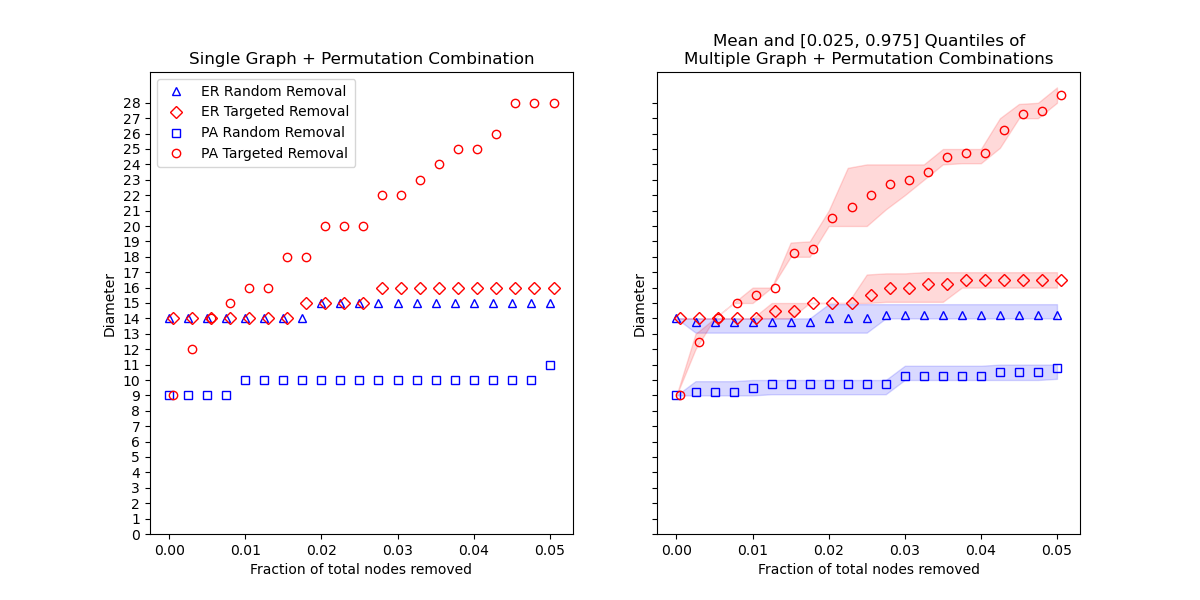 Single Graph + Permutation Combination
Mean and [0.025, 0.975] Quantiles of
Multiple Graph + Permutation Combinations
ER Random Removal
ER Targeted Removal
PA Random Removal
PA Targeted Removal
28
27
26
25
24
23
22
21
20
19
18
17
16
15
14
13
12
11
10
9
8
7
6
5
4
3
2
1
0
Diameter
0.00 0.01 0.02 0.03 0.04 0.05
Fraction of total nodes removed
Diameter
0.00 0.01 0.02 0.03 0.04 0.05
Fraction of total nodes removed